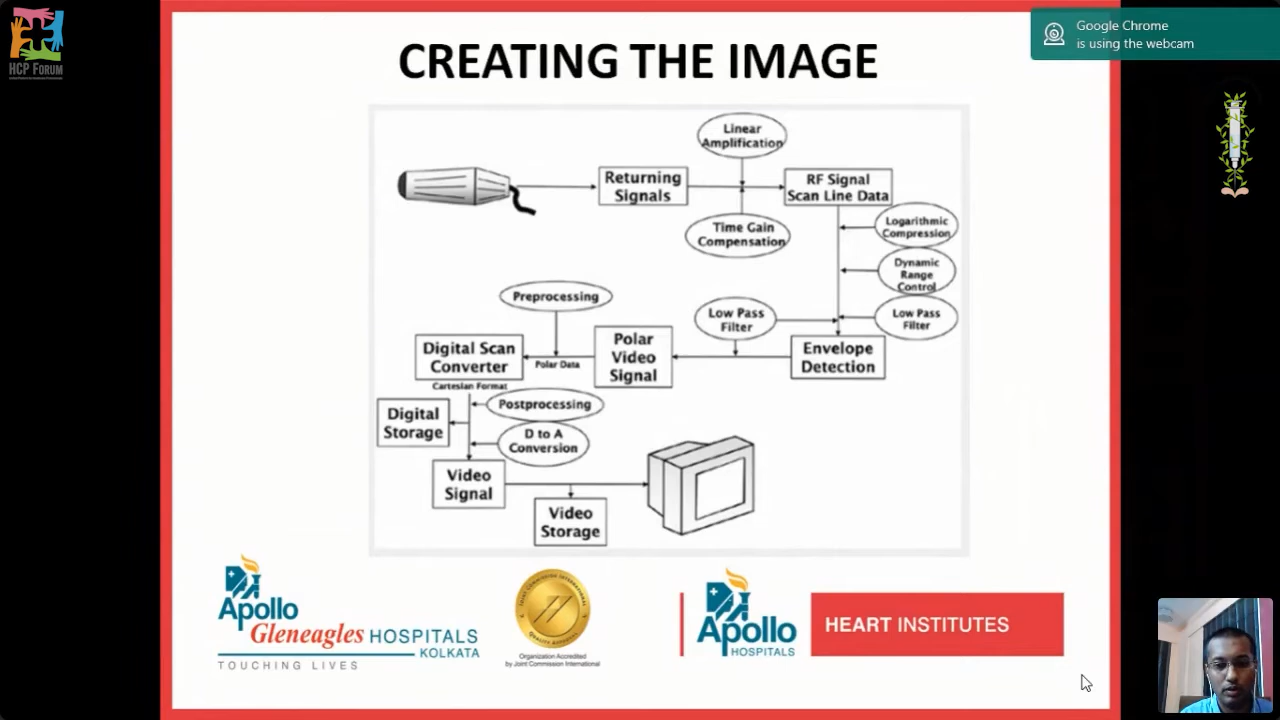 HCP FORUM
Google Chrome
is using the webcam
CREATING THE IMAGE
Linear
Amplification
Returning
Signals
RF Signal
Scan Line Data
Time Gain
Compensation
Logarithmic
Compression
Dynamic
Range
Control
Low Pass
Filter
Preprocessing
Low Pass
Filter
Digital Scan
Converter
Polar Data
Polar
Video
Signal
Envelope
Detection
Cartesian Format
Postprocessing
Digital
Storage
D to A
Conversion
Video
Signal
Video
Storage
Apollo
Gleneagles HOSPITALS
KOLKATA
TOUCHING LIVES
Organization Accredited
by Joint Commission International
Apollo
HOSPITALS
HEART INSTITUTES